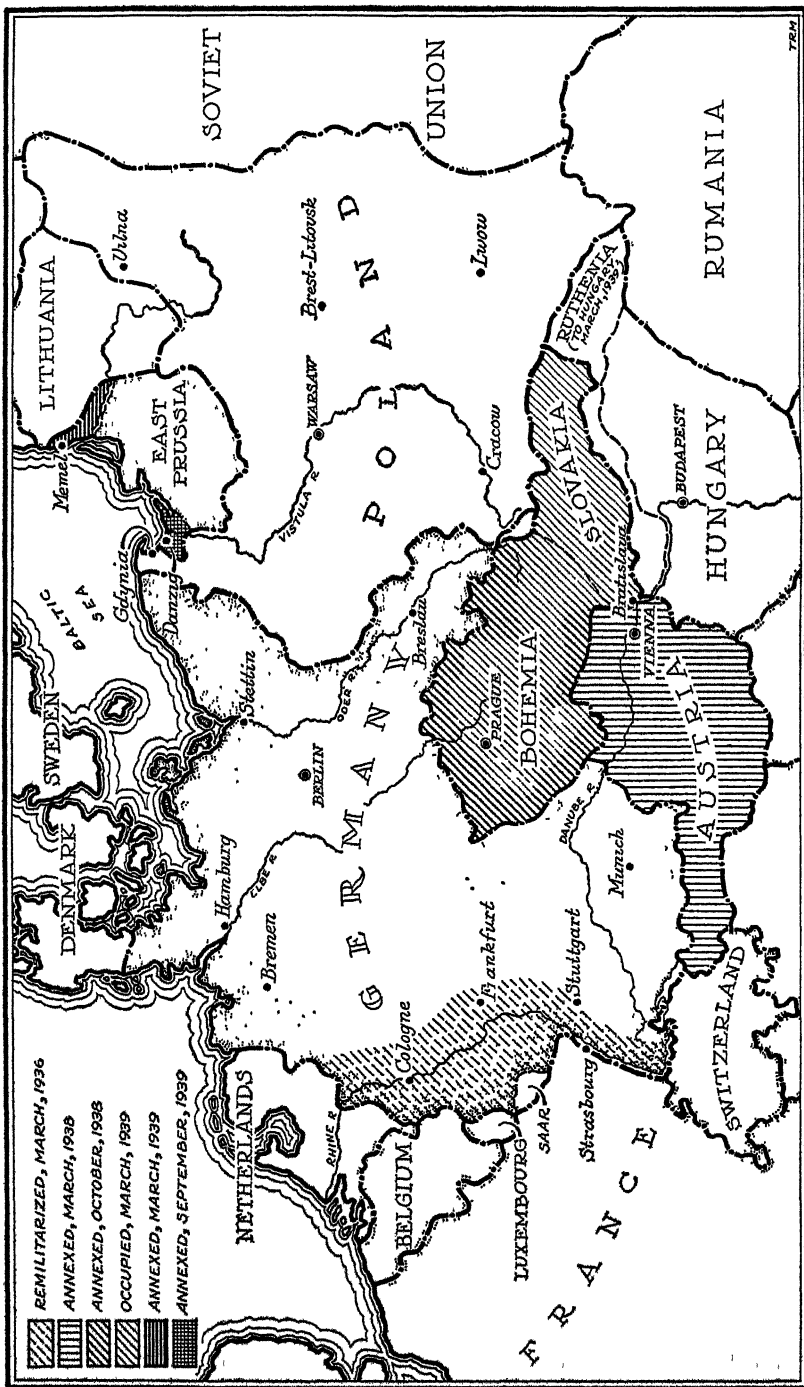 REMILITARIZED, MARCH, 1936
ANNEXED, MARCH, 1938
ANNEXED, OCTOBER, 1938
OCCUPIED, MARCH, 1939
ANNEXED, MARCH, 1939
ANNEXED, SEPTEMBER, 1939
DENMARK
SWEDEN
BALTIC
SEA
LITHUANIA
Memel
Vilna
SOVIET
UNION
Gdynia
Danzig
EAST
PRUSSIA
NETHERLANDS
Hamburg
Bremen
Stettin
ELBE R
BERLIN
ODER R
VISTULA R
WARSAW
Brest-Litovsk
POLAND
GERMANY
RHINE R
BELGIUM
Cologne
Breslau
Cracow
Lwow
LUXEMBOURG
Frankfurt
PRAGUE
BOHEMIA
SAAR
Strasbourg
Stuttgart
DANUBE R
SLOVAKIA
RUTHENIA
(TO HUNGARY
MARCH, 1939)
FRANCE
Munich
VIENNA
Bratislava
BUDAPEST
SWITZERLAND
AUSTRIA
HUNGARY
RUMANIA
TRM